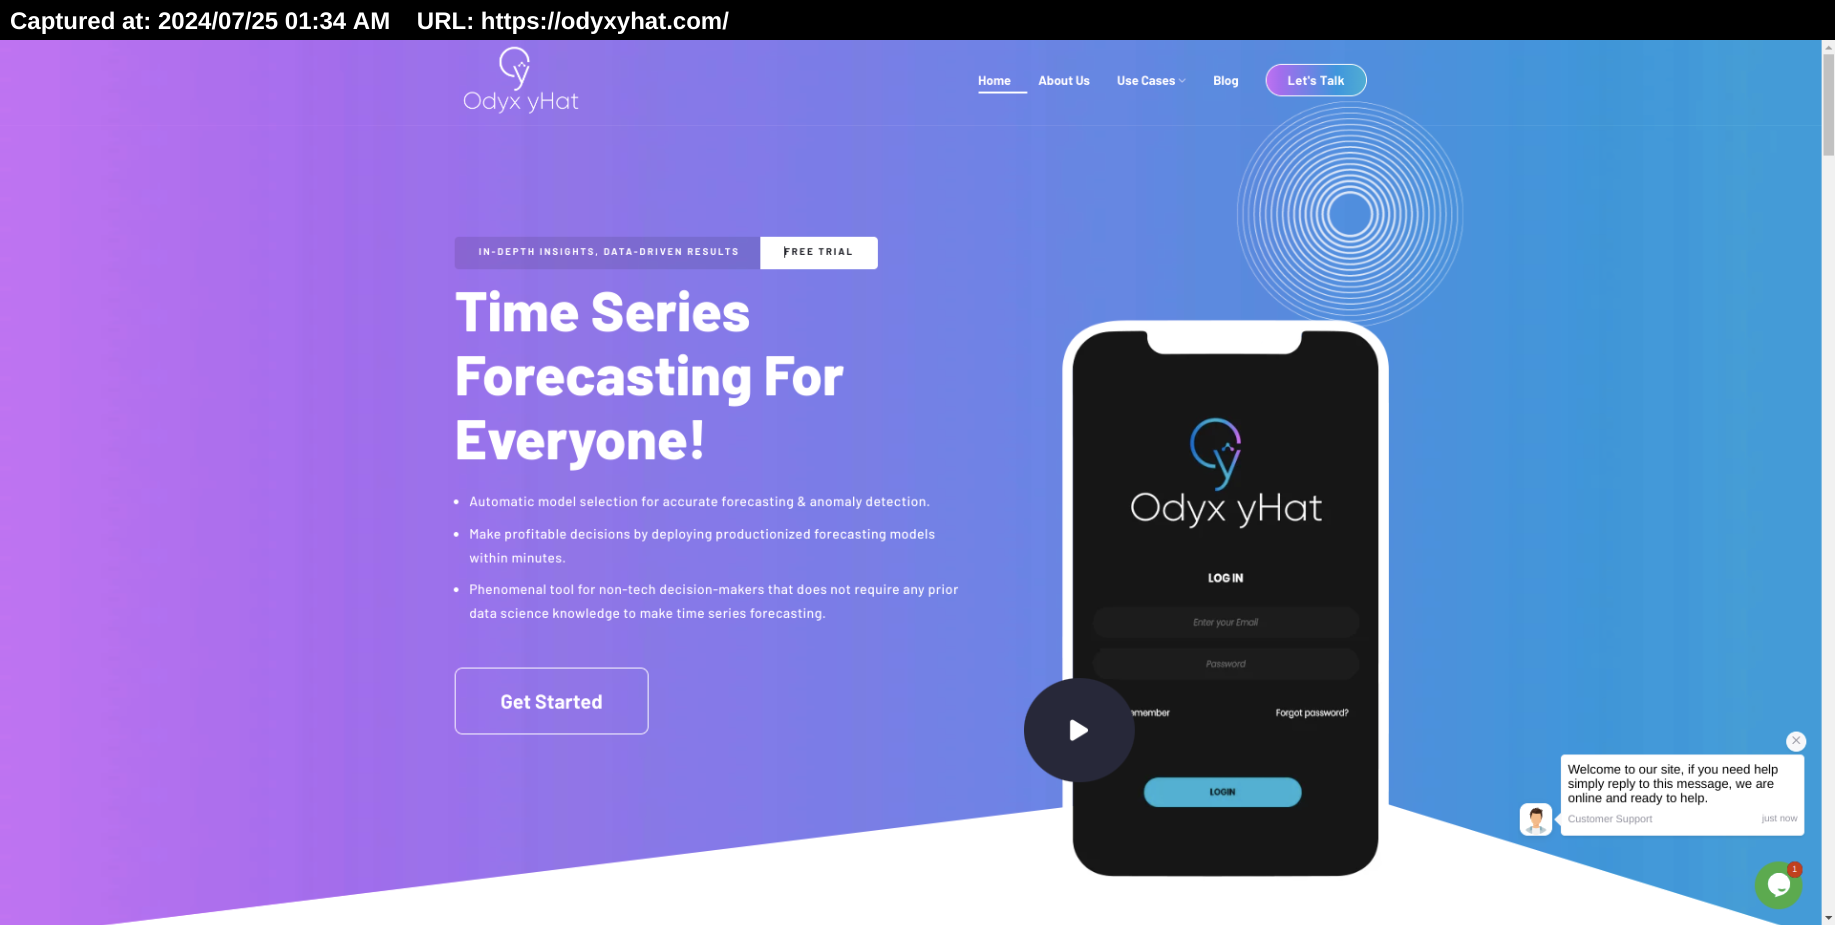 Captured at: 2024/07/25 01:34 AM    URL: https://odyxyhat.com/
Odyx yHat
Home
About Us
Use Cases
Blog
Let's Talk
IN-DEPTH INSIGHTS, DATA-DRIVEN RESULTS
FREE TRIAL
Time Series
Forecasting For
Everyone!
Automatic model selection for accurate forecasting & anomaly detection.
Make profitable decisions by deploying productionized forecasting models
within minutes.
Phenomenal tool for non-tech decision-makers that does not require any prior
data science knowledge to make time series forecasting.
Get Started
Odyx yHat
LOG IN
Enter your Email
Password
Forgot password?
LOGIN
Welcome to our site, if you need help
simply reply to this message, we are
online and ready to help.
Customer Support
just now
1